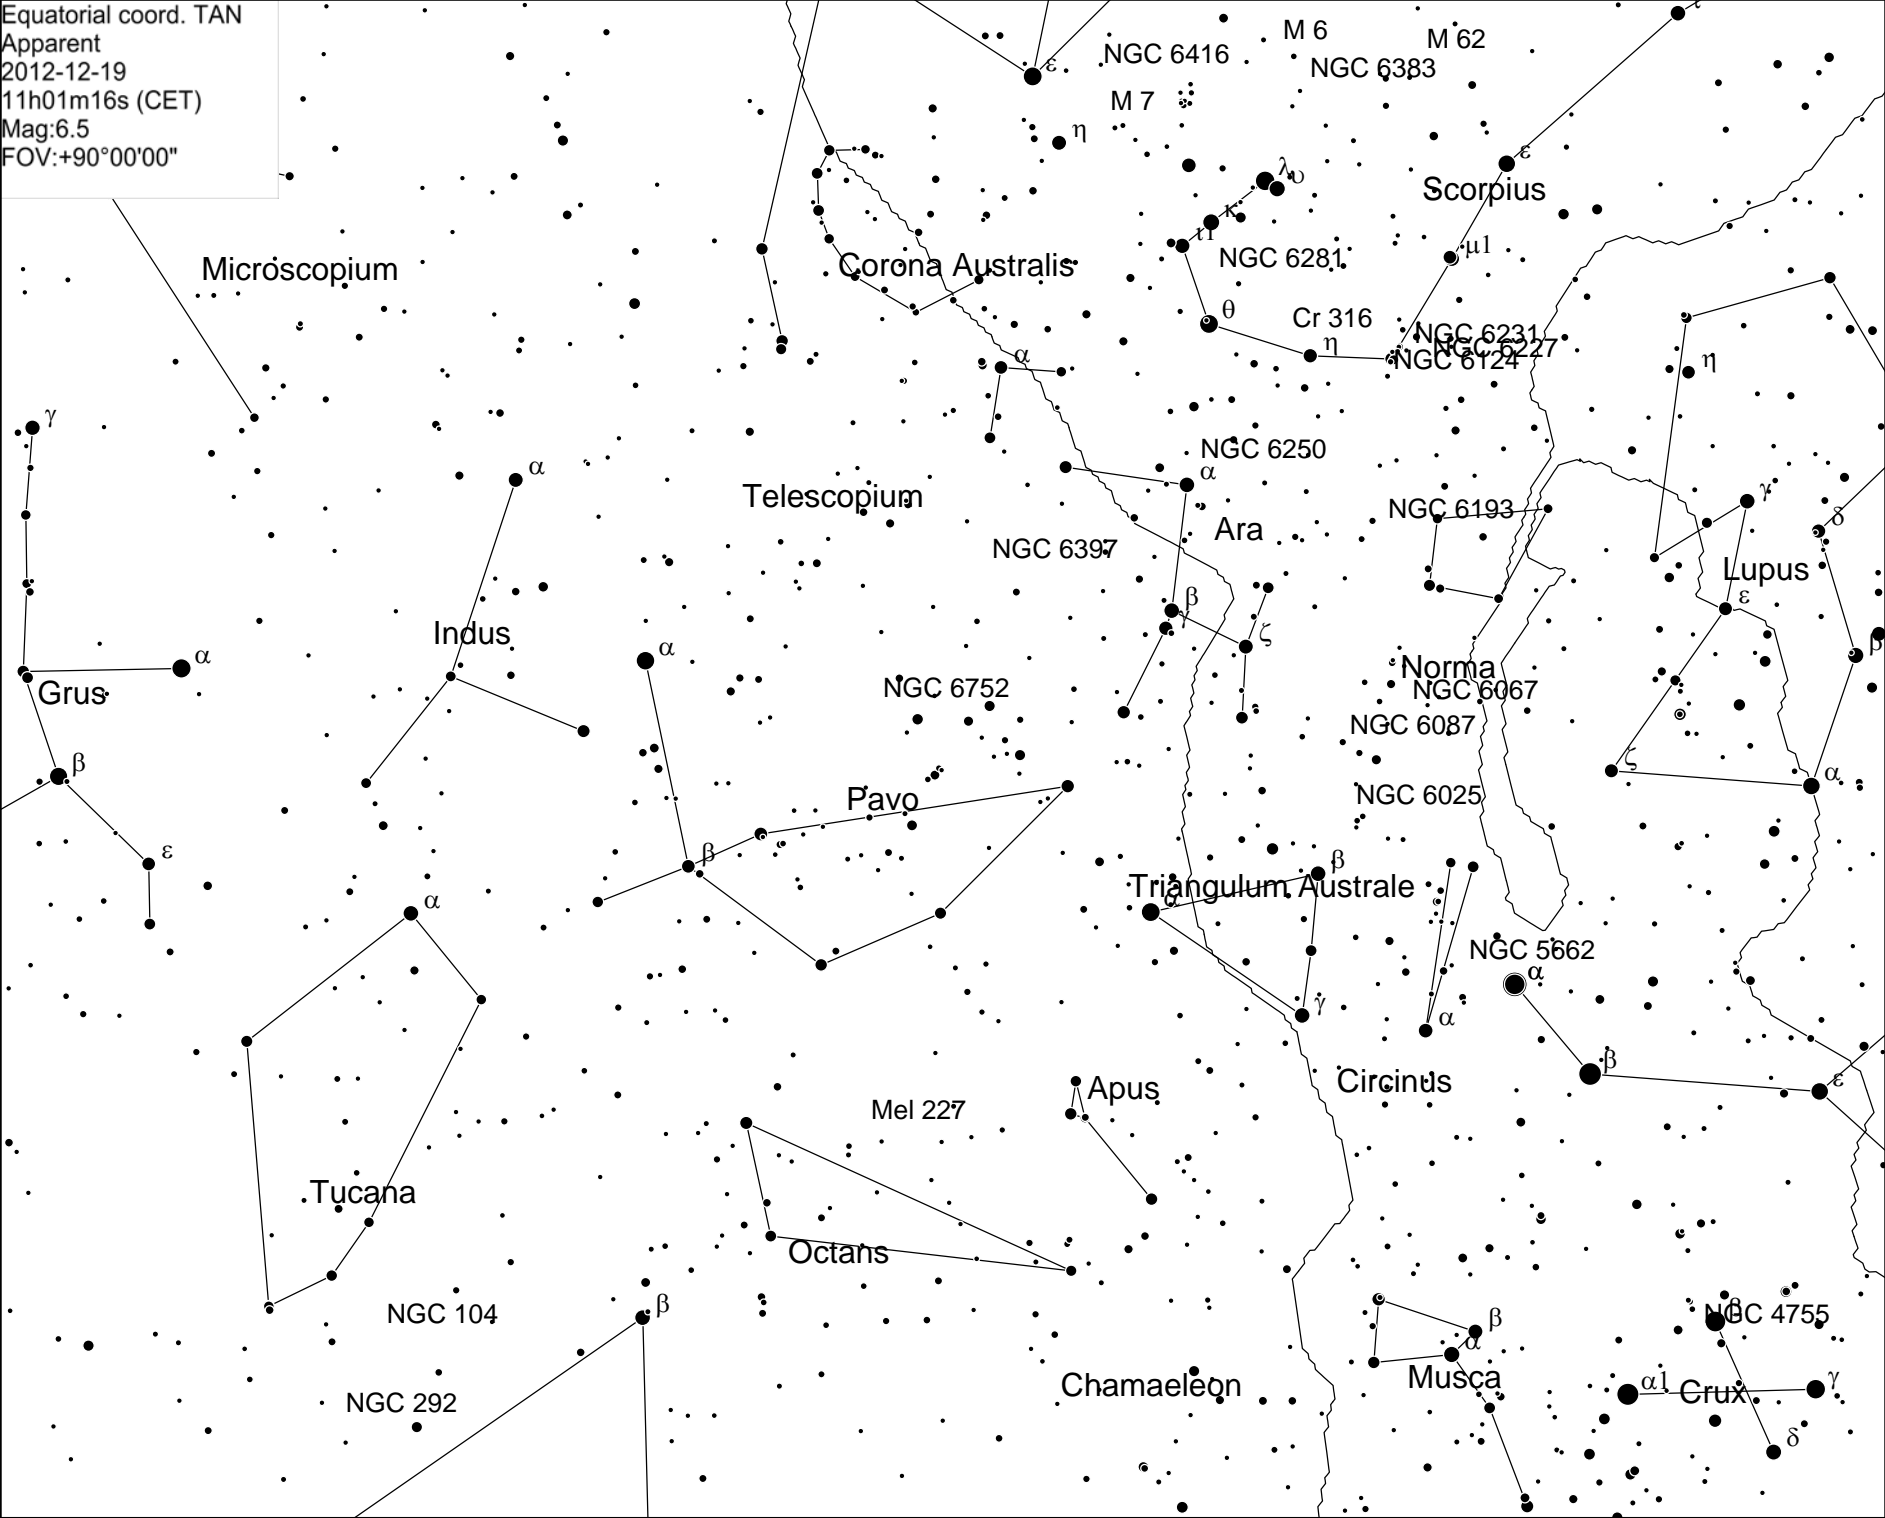 Equatorial coord. TAN
Apparent
2012-12-19
11h01m16s (CET)
Mag:6.5
FOV:+90°00'00"
M 6
M 62
NGC 6416
NGC 6383
ε
M 7
η
ε
λ
υ
Scorpius
κ
ι1
μ1
NGC 6281
Microscopium
Corona Australis
θ
Cr 316
η
NGC 6231
NGC 6227
NGC 6124
α
η
γ
NGC 6250
α
α
Telescopium
NGC 6193
γ
δ
Ara
NGC 6397
Lupus
β
γ
ε
Indus
ζ
β
α
α
Norma
Grus
NGC 6752
NGC 6067
NGC 6087
β
ζ
α
Pavo
NGC 6025
ε
β
β
Triangulum Australe
α
α
NGC 5662
α
γ
α
β
Apus
Circinus
ε
Mel 227
Tucana
Octans
NGC 104
β
β
β
NGC 4755
α
Chamaeleon
Musca
α1
Crux
γ
NGC 292
δ